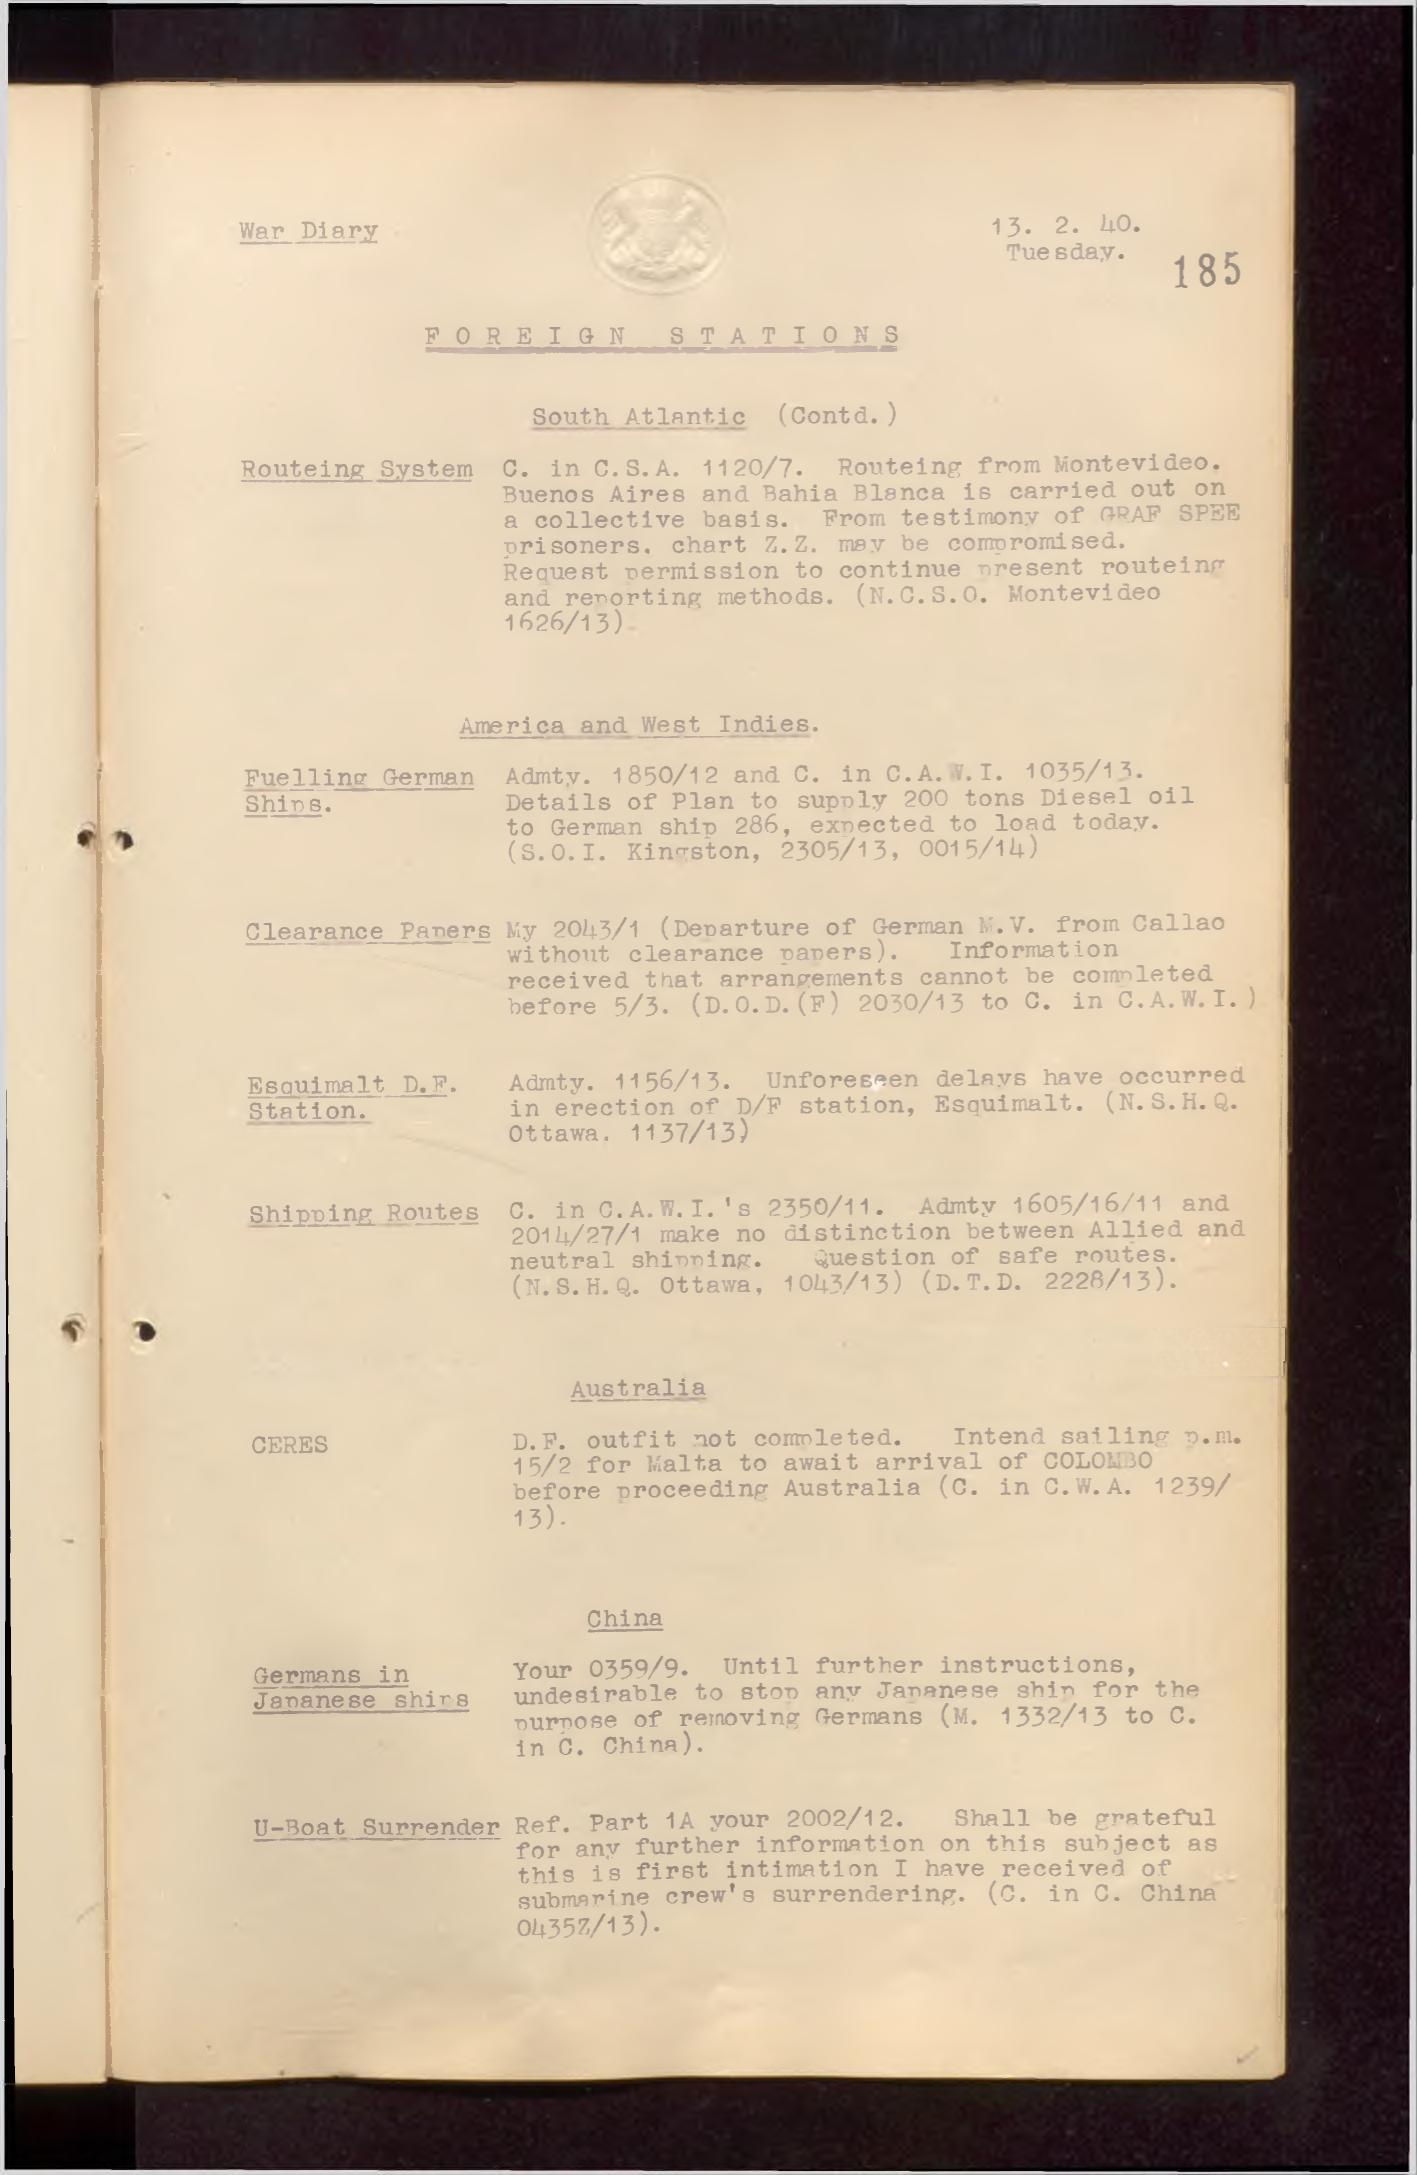 War Diary
13. 2. 40.
Tuesday.
185
FOREIGN STATIONS
South Atlantic (Contd.)
Routeing System C. in C.S.A. 1120/7. Routeing from Montevideo.
Buenos Aires and Bahia Blanca is carried out on
a collective basis. From testimony of GRAF SPEE
prisoners. chart Z.Z. may be compromised.
Request permission to continue present routeing
and reporting methods. (N.C.S.O. Montevideo
1626/13).
America and West Indies.
Fuelling German Admty. 1850/12 and C. in C.A.W.I. 1035/13.
Ships. Details of Plan to supply 200 tons Diesel oil
to German ship 286, expected to load today.
(S.O.I. Kingston, 2305/13, 0015/14)
Clearance Papers My 2043/1 (Departure of German M.V. from Callao
without clearance papers). Information
received that arrangements cannot be completed
before 5/3. (D.O.D.(F) 2030/13 to C. in C.A.W.I.)
Esquimalt D.F. Admty. 1156/13. Unforeseen delays have occurred
Station. in erection of D/F station, Esquimalt. (N.S.H.Q.
Ottawa. 1137/13)
Shipping Routes C. in C.A.W.I.'s 2350/11. Admty 1605/16/11 and
2014/27/1 make no distinction between Allied and
neutral shipping. Question of safe routes.
(N.S.H.Q. Ottawa, 1043/13) (D.T.D. 2228/13).
Australia
CERES D.F. outfit not completed. Intend sailing p.m.
15/2 for Malta to await arrival of COLOMBO
before proceeding Australia (C. in C.W.A. 1239/
13).
China
Germans in Your 0359/9. Until further instructions,
Japanese ships undesirable to stop any Japanese ship for the
purpose of removing Germans (M. 1332/13 to C.
in C. China).
U-Boat Surrender Ref. Part 1A your 2002/12. Shall be grateful
for any further information on this subject as
this is first intimation I have received of
submarine crew's surrendering. (C. in C. China
0435Z/13).